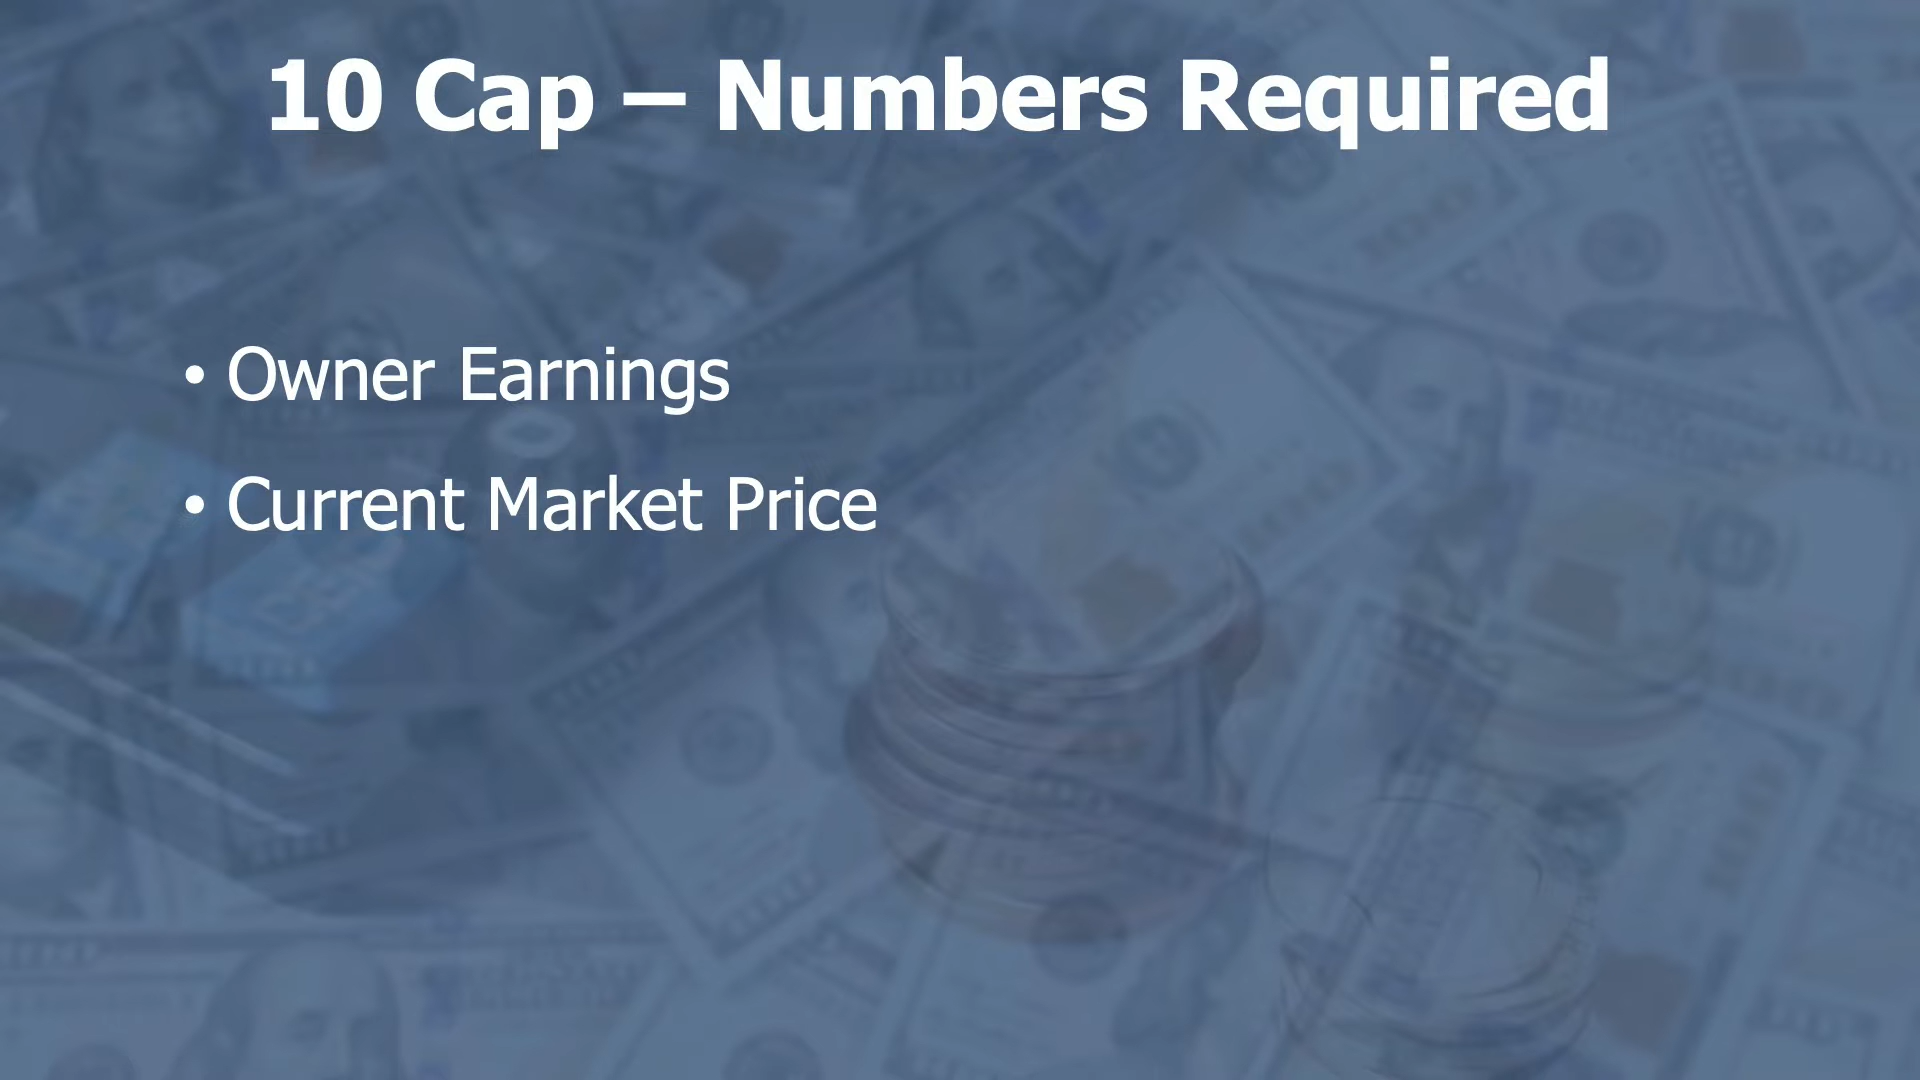 10 Cap – Numbers Required
• Owner Earnings
• Current Market Price